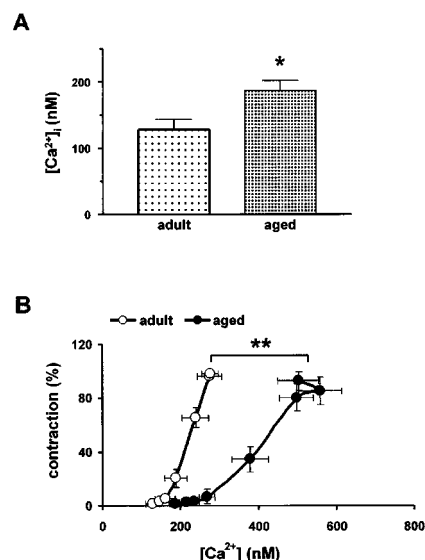 A
*
200
100
0
[Ca²⁺]ᵢ (nM)
adult aged
B
adult aged
**
120
80
40
0
contraction (%)
0 200 400 600 800
[Ca²⁺] (nM)